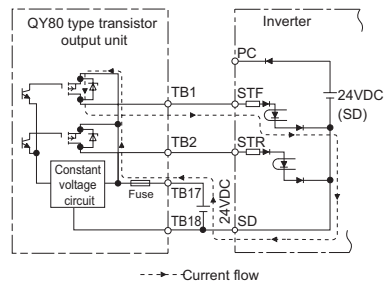 QY80 type transistor
output unit
Inverter
PC
TB1
STF
24VDC
(SD)
TB2
STR
Constant
voltage
circuit
Fuse
TB17
24VDC
TB18
SD
Current flow